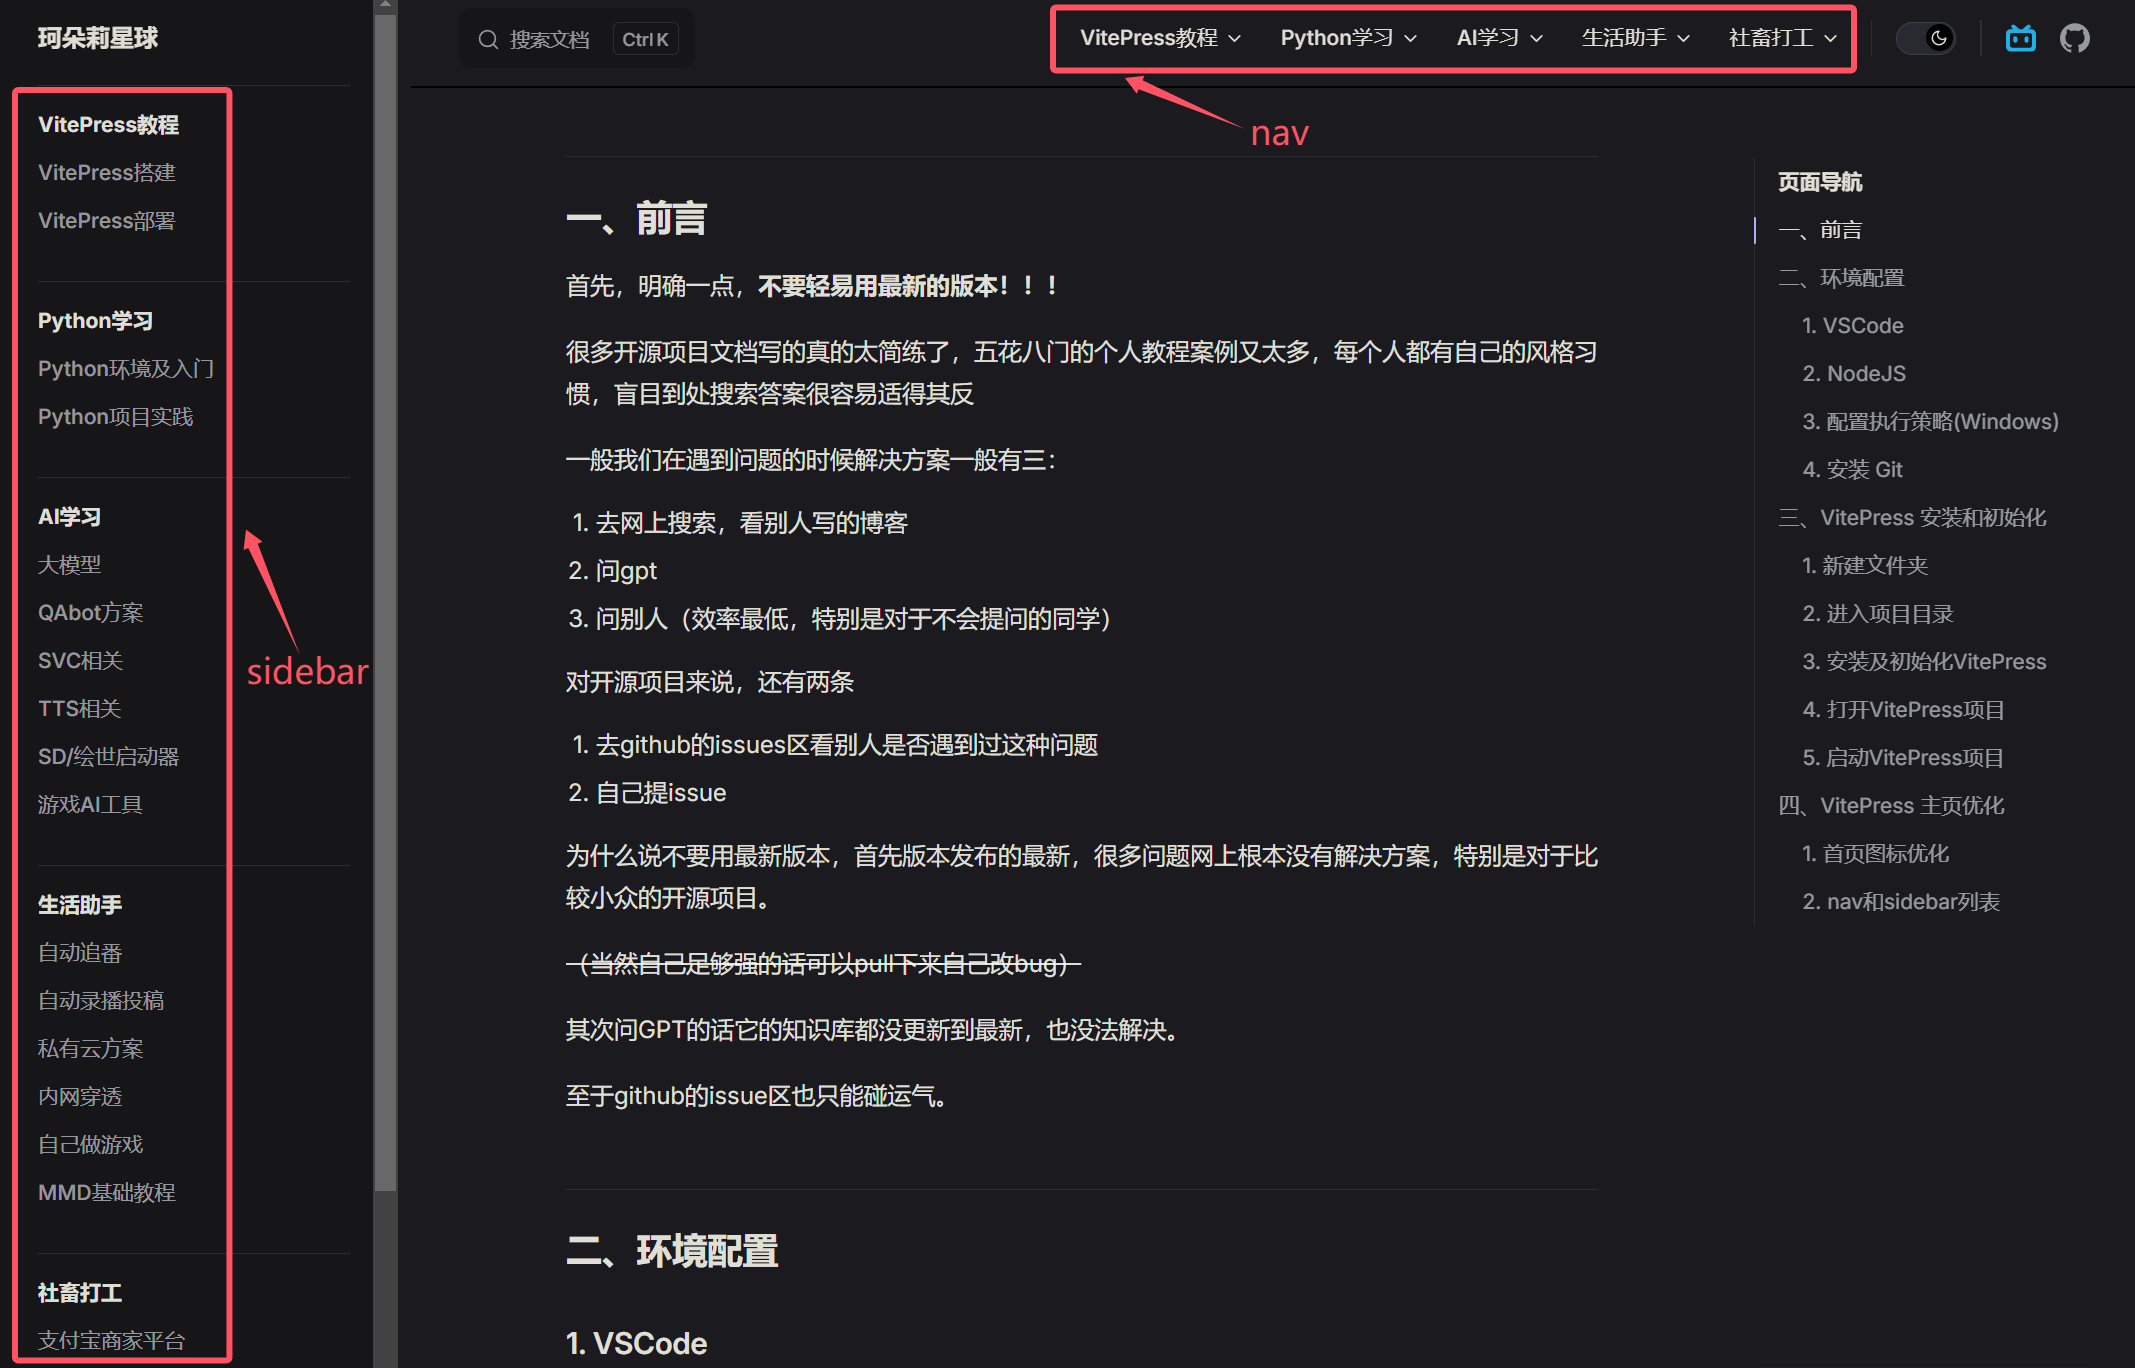 珂朵莉星球
搜索文档 Ctrl K
VitePress教程 Python学习 AI学习 生活助手 社畜打工
nav
VitePress教程
VitePress搭建
VitePress部署
Python学习
Python环境及入门
Python项目实践
AI学习
大模型
QAbot方案
SVC相关
TTS相关
SD/绘世启动器
游戏AI工具
生活助手
自动追番
自动录播投稿
私有云方案
内网穿透
自己做游戏
MMD基础教程
社畜打工
支付宝商家平台
sidebar
一、前言
首先，明确一点，不要轻易用最新的版本！！！
很多开源项目文档写的真的太简练了，五花八门的个人教程案例又太多，每个人都有自己的风格习
惯，盲目到处搜索答案很容易适得其反
一般我们在遇到问题的时候解决方案一般有三：
1. 去网上搜索，看别人写的博客
2. 问gpt
3. 问别人（效率最低，特别是对于不会提问的同学）
对开源项目来说，还有两条
1. 去github的issues区看别人是否遇到过这种问题
2. 自己提issue
为什么说不要用最新版本，首先版本发布的最新，很多问题网上根本没有解决方案，特别是对于比
较小众的开源项目。
（当然自己足够强的话可以pull下来自己改bug）
其次问GPT的话它的知识库都没更新到最新，也没法解决。
至于github的issue区也只能碰运气。
二、环境配置
1. VSCode
页面导航
一、前言
二、环境配置
1. VSCode
2. NodeJS
3. 配置执行策略(Windows)
4. 安装 Git
三、VitePress 安装和初始化
1. 新建文件夹
2. 进入项目目录
3. 安装及初始化VitePress
4. 打开VitePress项目
5. 启动VitePress项目
四、VitePress 主页优化
1. 首页图标优化
2. nav和sidebar列表